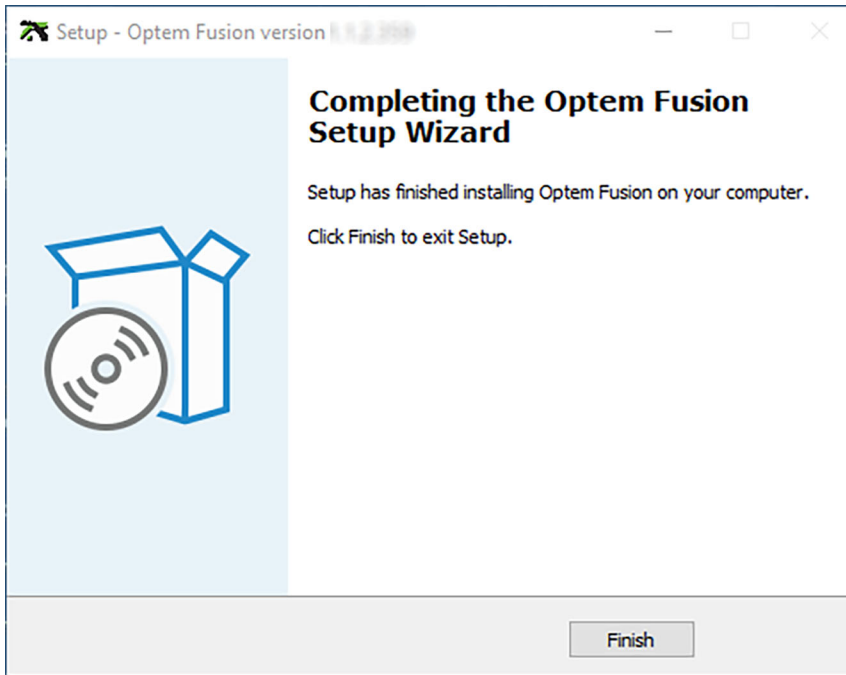 Setup - Optem Fusion version
Completing the Optem Fusion
Setup Wizard
Setup has finished installing Optem Fusion on your computer.
Click Finish to exit Setup.
Finish